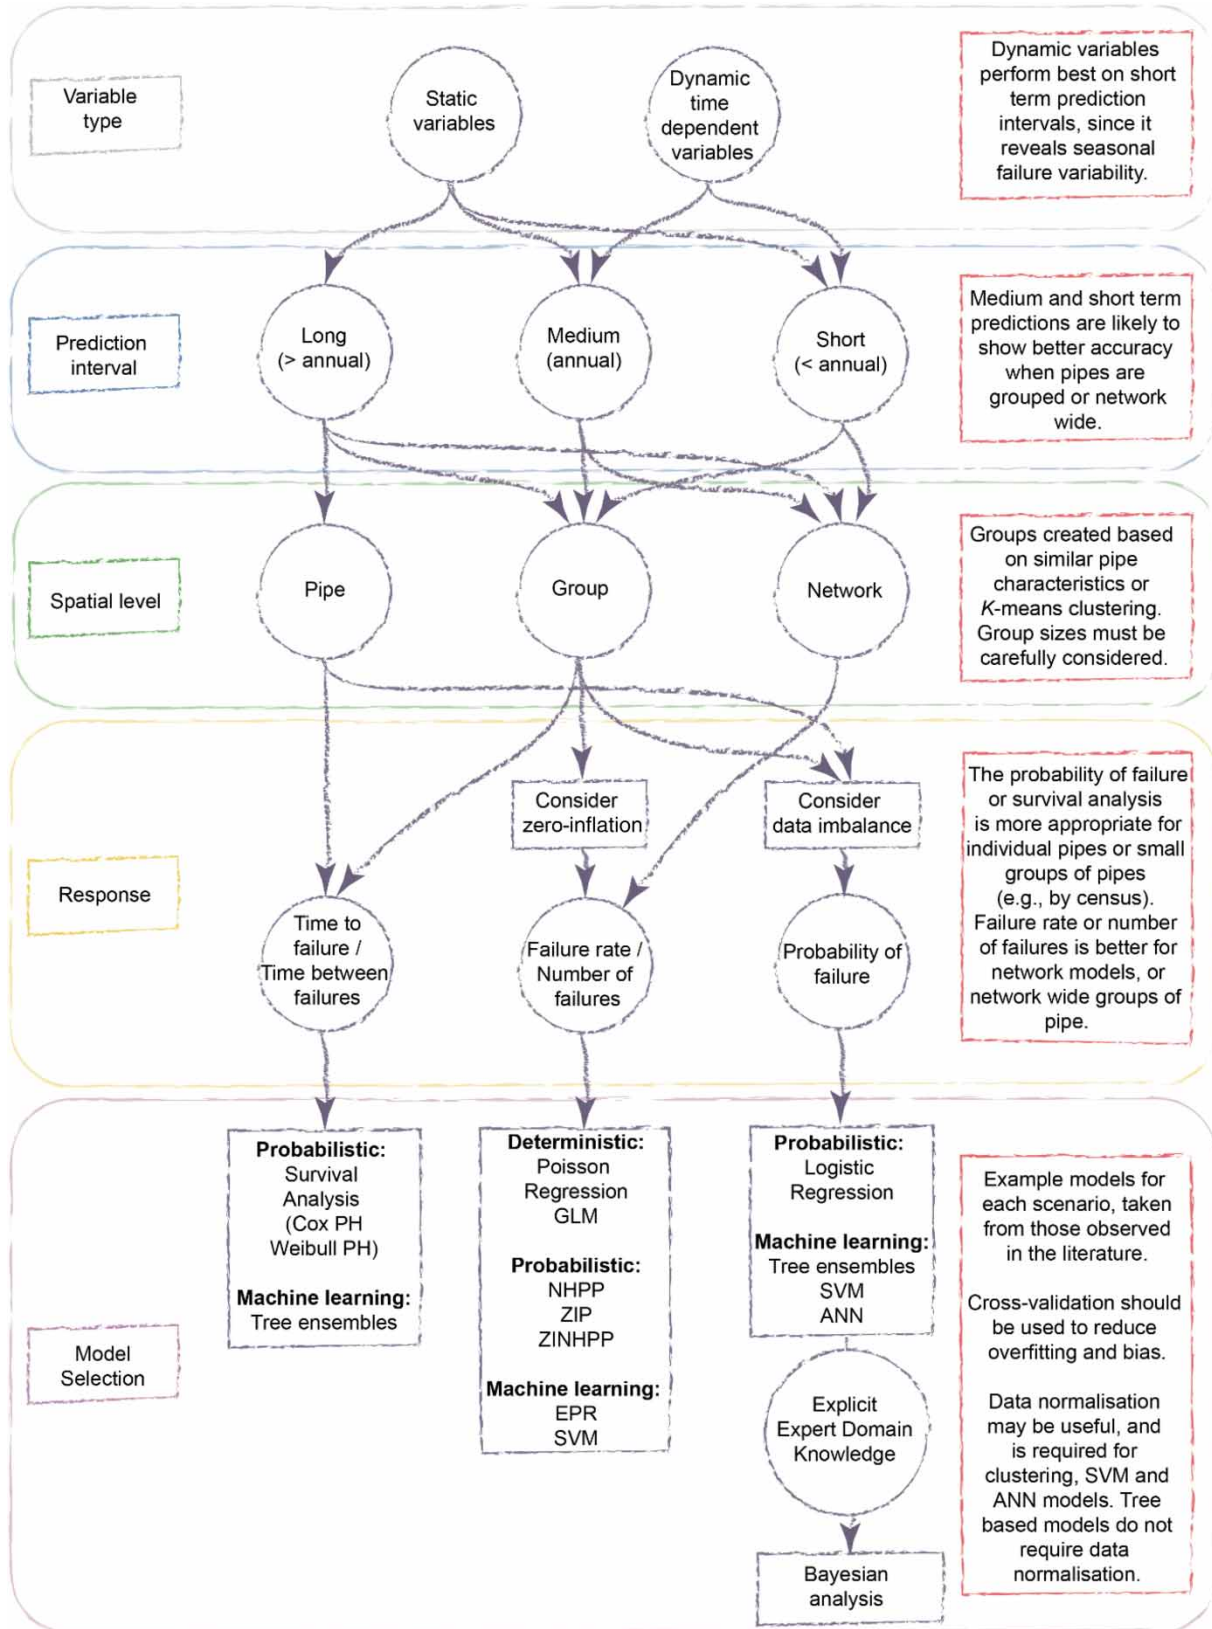 Variable
type
Static
variables
Dynamic
time
dependent
variables
Dynamic variables
perform best on short
term prediction
intervals, since it
reveals seasonal
failure variability.
Prediction
interval
Long
(> annual)
Medium
(annual)
Short
(< annual)
Medium and short term
predictions are likely to
show better accuracy
when pipes are
grouped or network
wide.
Spatial level
Pipe
Group
Network
Groups created based
on similar pipe
characteristics or
K-means clustering.
Group sizes must be
carefully considered.
Response
Consider
zero-inflation
Consider
data imbalance
Time to
failure /
Time between
failures
Failure rate /
Number of
failures
Probability of
failure
The probability of failure
or survival analysis
is more appropriate for
individual pipes or small
groups of pipes
(e.g., by census).
Failure rate or number
of failures is better for
network models, or
network wide groups of
pipe.
Model
Selection
Probabilistic:
Survival
Analysis
(Cox PH
Weibull PH)
Machine learning:
Tree ensembles
Deterministic:
Poisson
Regression
GLM
Probabilistic:
NHPP
ZIP
ZINHPP
Machine learning:
EPR
SVM
Probabilistic:
Logistic
Regression
Machine learning:
Tree ensembles
SVM
ANN
Explicit
Expert Domain
Knowledge
Bayesian
analysis
Example models for
each scenario, taken
from those observed
in the literature.
Cross-validation should
be used to reduce
overfitting and bias.
Data normalisation
may be useful, and
is required for
clustering, SVM and
ANN models. Tree
based models do not
require data
normalisation.